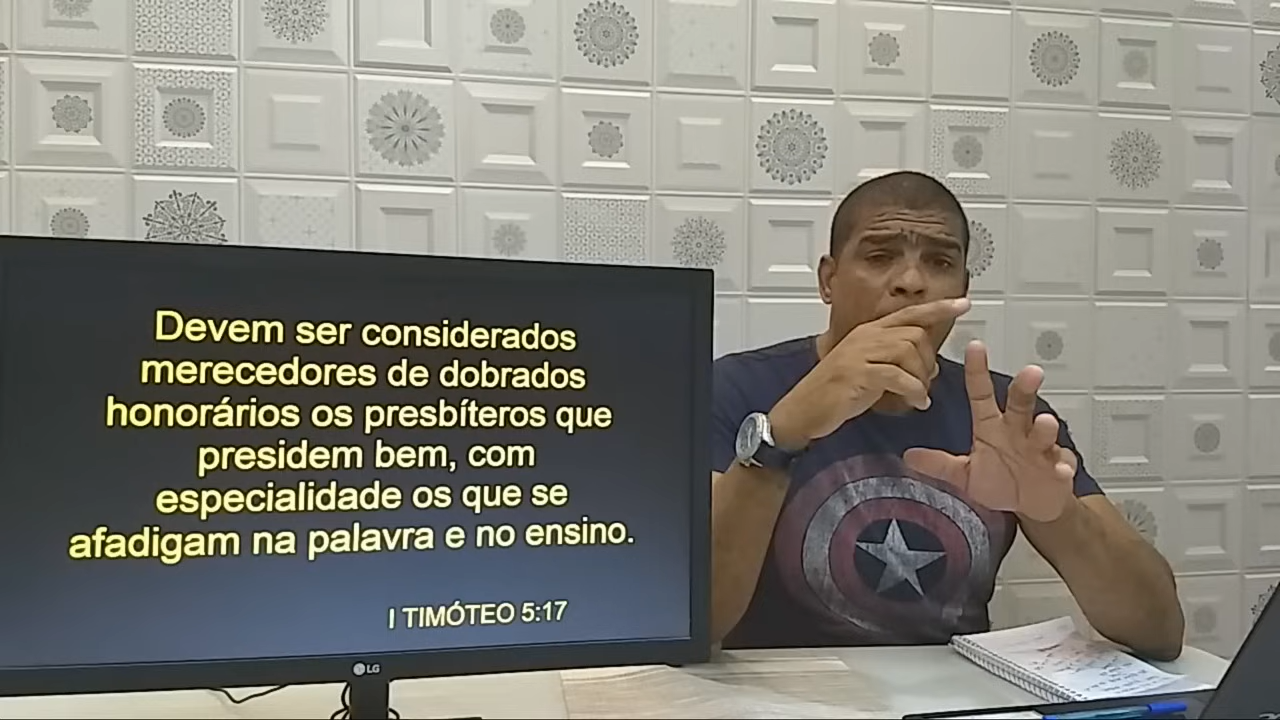 Devem ser considerados
merecedores de dobrados
honorários os presbíteros que
presidem bem, com
especialidade os que se
afadigam na palavra e no ensino.
I TIMÓTEO 5:17
LG